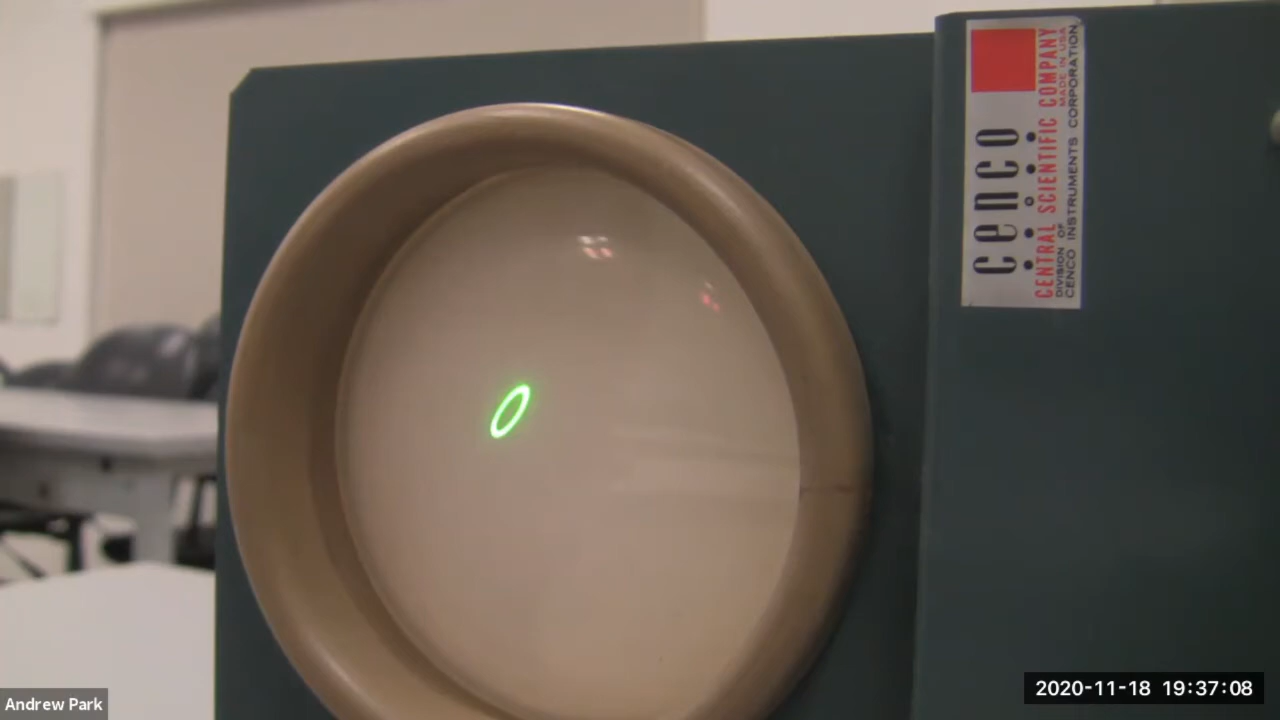 cenco
CENTRAL SCIENTIFIC COMPANY
DIVISION OF MADE IN USA
CENCO INSTRUMENTS CORPORATION
2020-11-18 19:37:08
Andrew Park